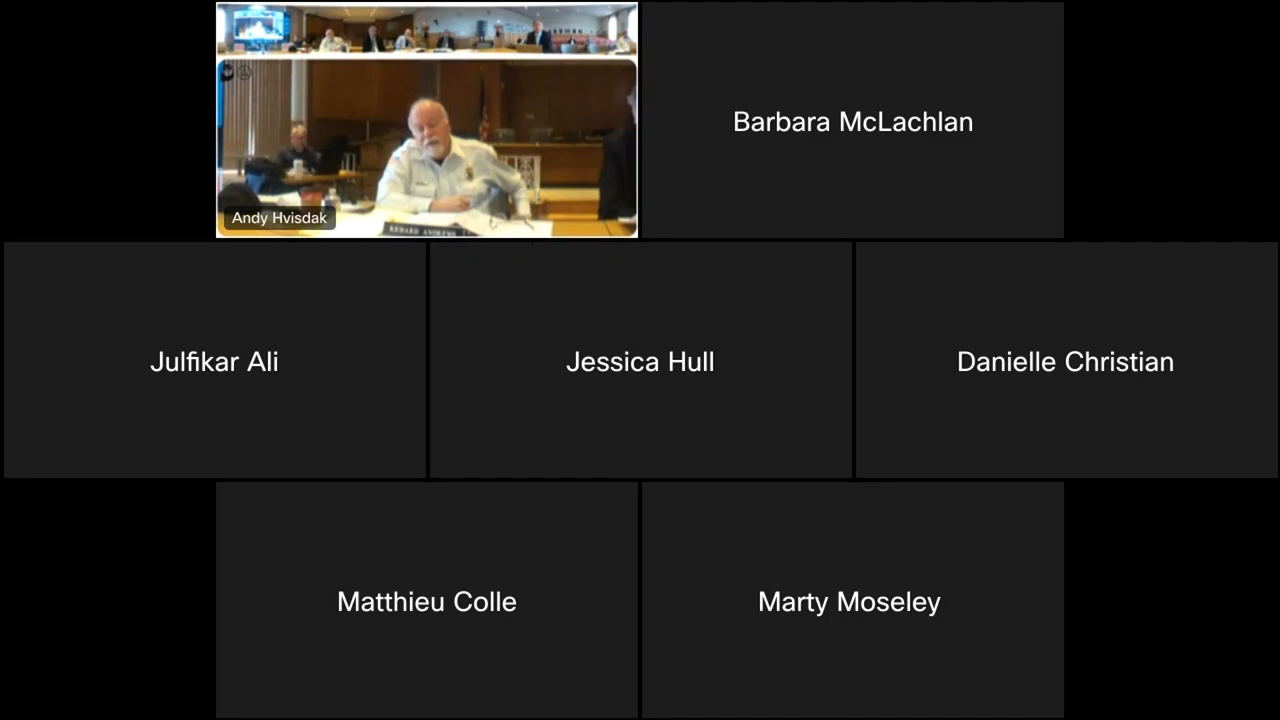 Barbara McLachlan
Andy Hvisdak
Julfikar Ali
Jessica Hull
Danielle Christian
Matthieu Colle
Marty Moseley